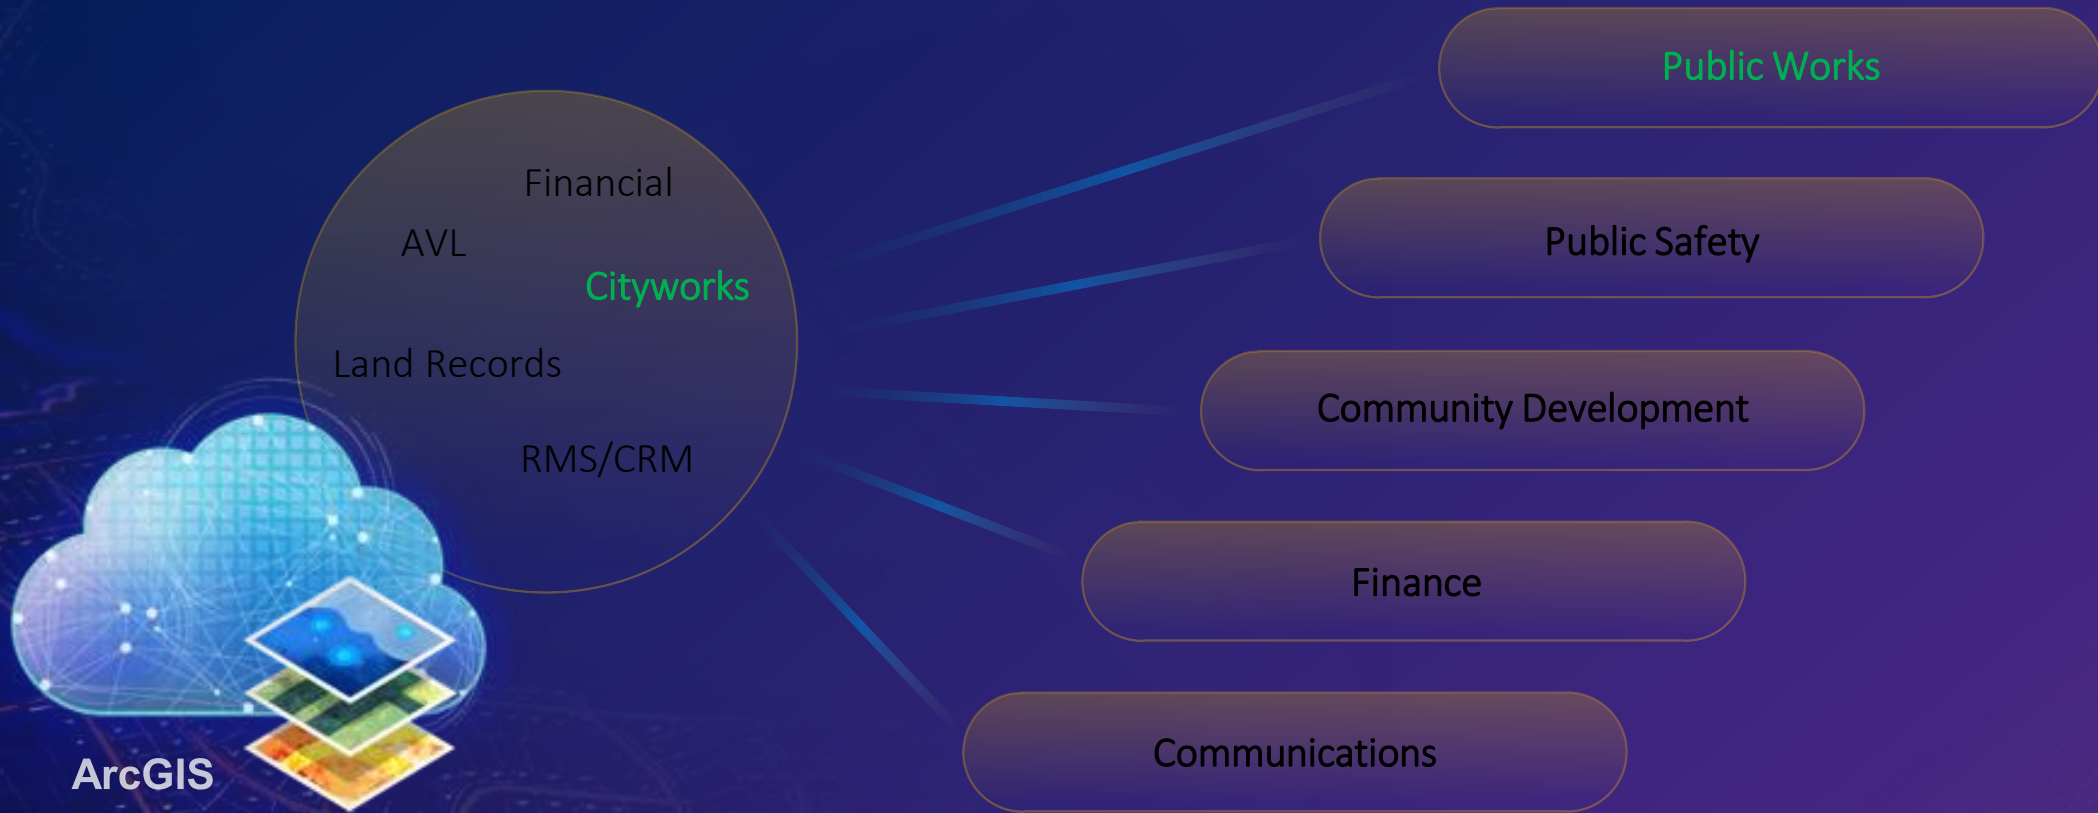 Financial
AVL
Cityworks
Land Records
RMS/CRM
ArcGIS
Public Works
Public Safety
Community Development
Finance
Communications